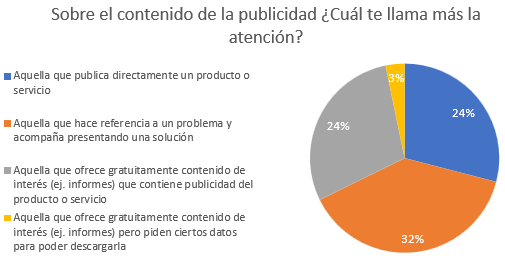 Sobre el contenido de la publicidad ¿Cuál te llama más la
atención?
Aquella que publica directamente un producto o
servicio
Aquella que hace referencia a un problema y
acompaña presentando una solución
Aquella que ofrece gratuitamente contenido de
interés (ej. informes) que contiene publicidad del
producto o servicio
Aquella que ofrece gratuitamente contenido de
interés (ej. informes) pero piden ciertos datos
para poder descargarla
3%
24%
24%
32%